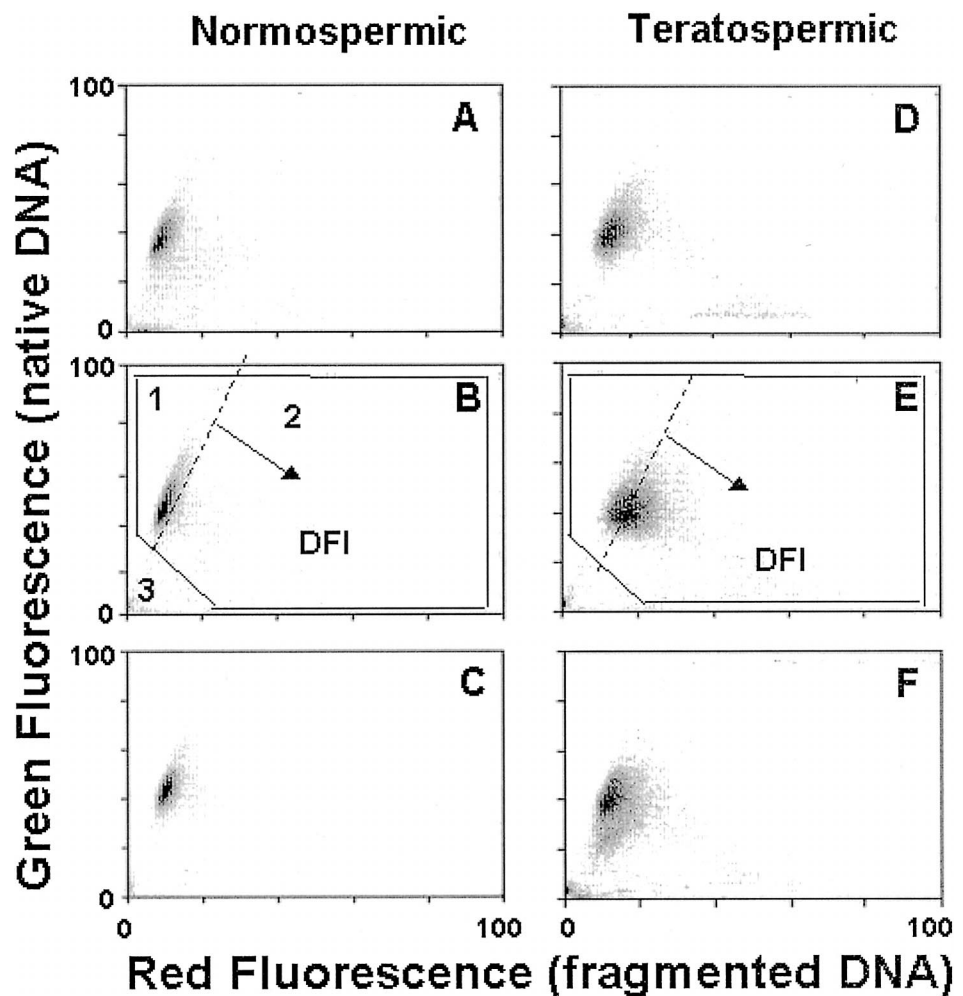 Normospermic
Teratospermic
Green Fluorescence (native DNA)
100
A
0
D
100
1
2
B
DFI
3
0
E
DFI
100
C
0
0
100
F
0
100
Red Fluorescence (fragmented DNA)